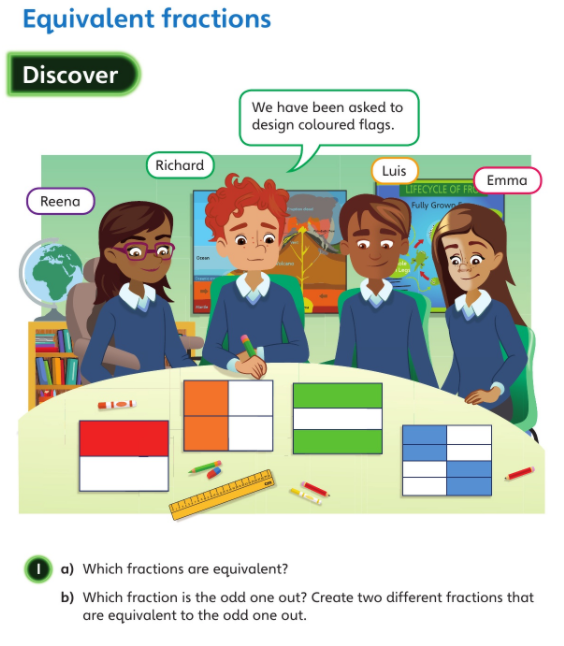 Equivalent fractions
Discover
We have been asked to
design coloured flags.
Richard
Luis
Emma
Reena
LIFECYCLE OF FRO
Fully Grown
Ocean
I a) Which fractions are equivalent?
b) Which fraction is the odd one out? Create two different fractions that
are equivalent to the odd one out.